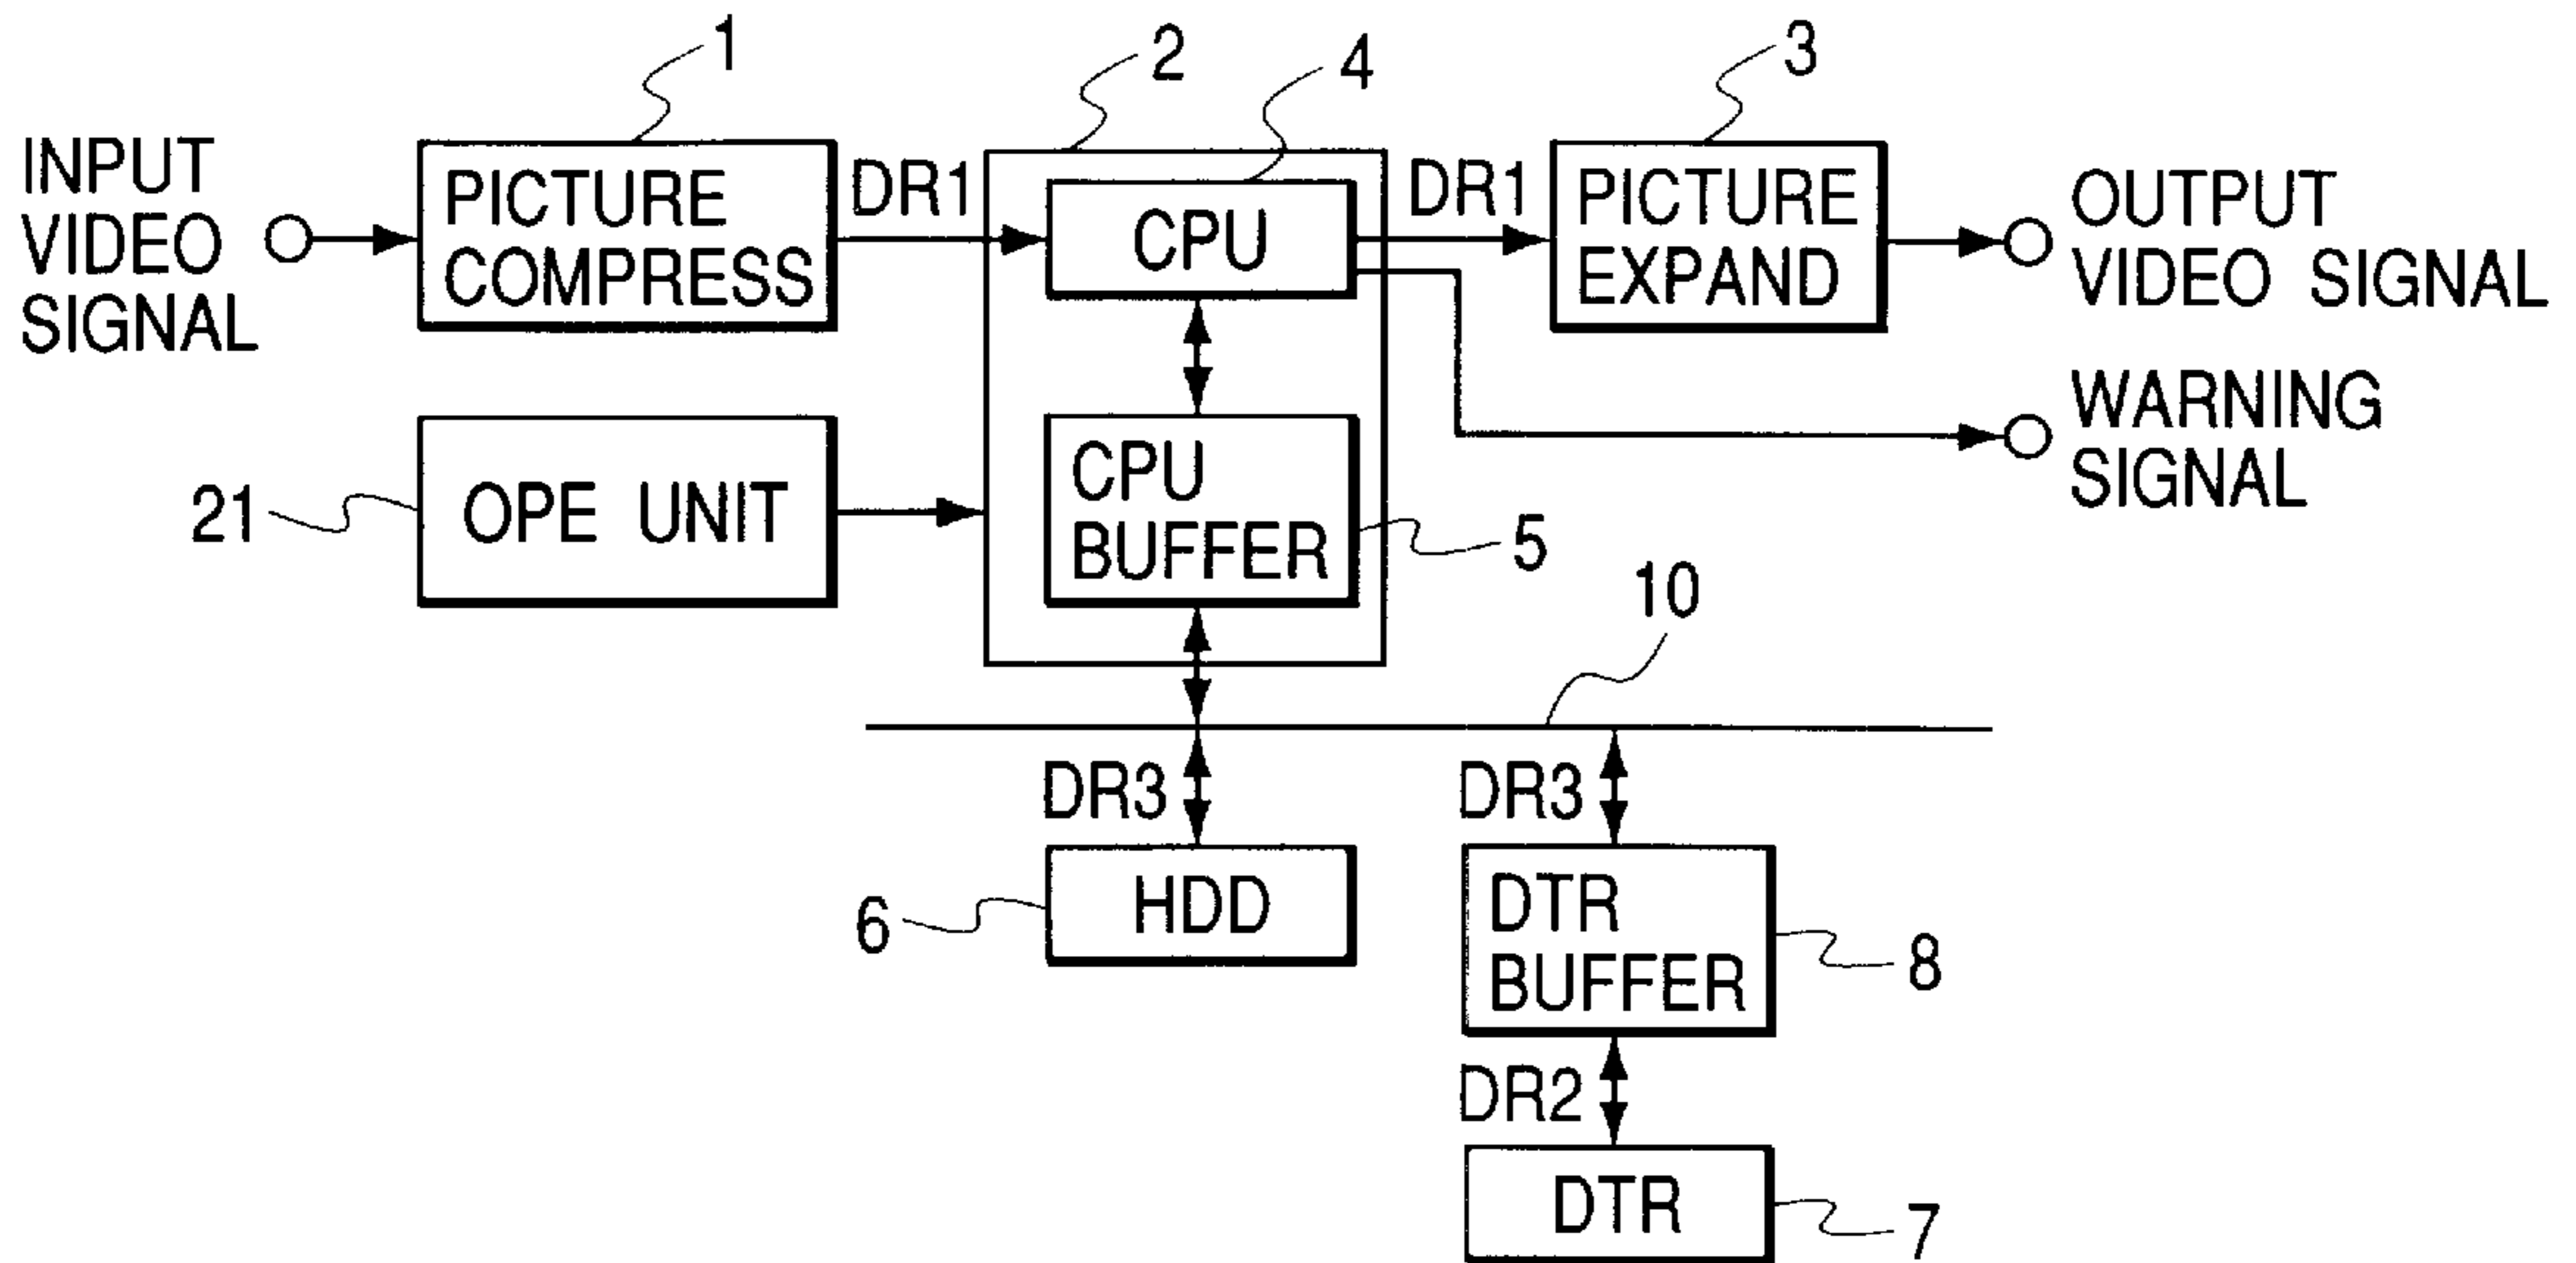 1
2
4
3
INPUT
VIDEO
SIGNAL
PICTURE
COMPRESS
DR1
CPU
DR1
PICTURE
EXPAND
OUTPUT
VIDEO SIGNAL
WARNING
SIGNAL
21
OPE UNIT
CPU
BUFFER
5
10
DR3
DR3
6
HDD
DTR
BUFFER
8
DR2
DTR
7